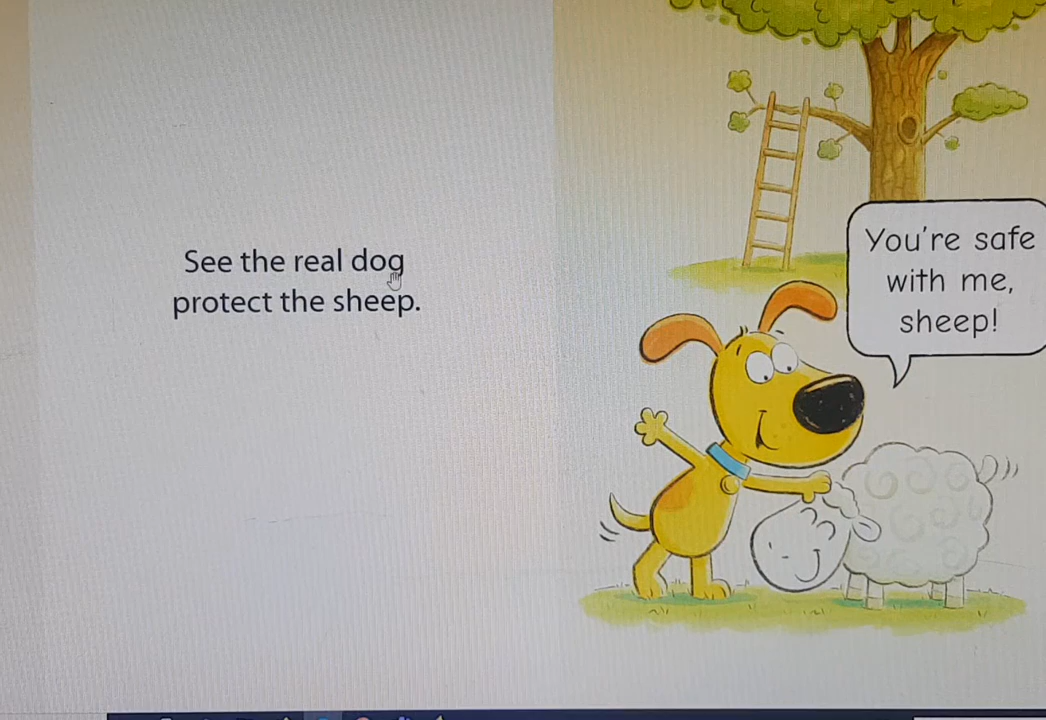 See the real dog
protect the sheep.
You're safe
with me,
sheep!